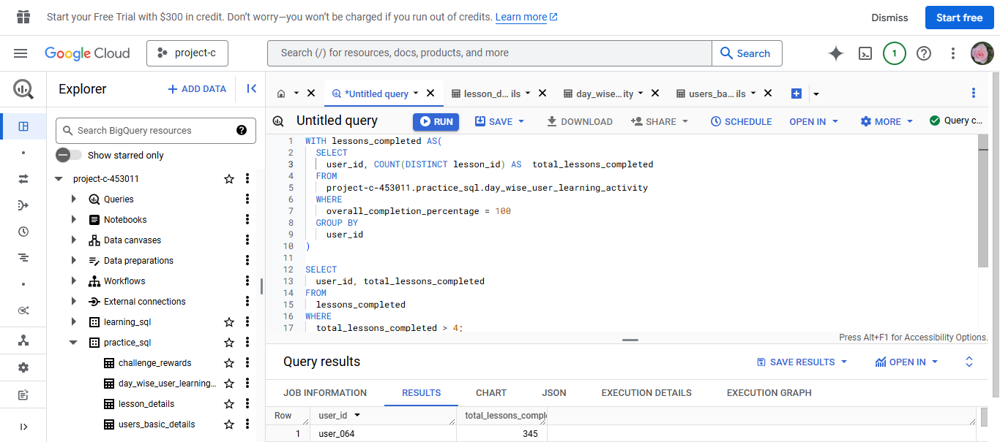 Start your Free Trial with $300 in credit. Don't worry—you won't be charged if you run out of credits. Learn more
Dismiss
Start free
Google Cloud
project-c
Search (/) for resources, docs, products, and more
Search
1
Explorer
+ ADD DATA
*Untitled query
lesson_d... ils
day_wise...ity
users_ba... ils
Search BigQuery resources
Untitled query
RUN
SAVE
DOWNLOAD
SHARE
SCHEDULE
OPEN IN
MORE
Query c...
Show starred only
project-c-453011
Queries
Notebooks
Data canvases
Data preparations
Workflows
External connections
learning_sql
practice_sql
challenge_rewards
day_wise_user_learning...
lesson_details
users_basic_details
1 WITH lessons_completed AS(
2 SELECT
3 user_id, COUNT(DISTINCT lesson_id) AS  total_lessons_completed
4 FROM
5 project-c-453011.practice_sql.day_wise_user_learning_activity
6 WHERE
7 overall_completion_percentage = 100
8 GROUP BY
9 user_id
10 )
11
12 SELECT
13 user_id, total_lessons_completed
14 FROM
15 lessons_completed
16 WHERE
17 total_lessons_completed > 4;
Press Alt+F1 for Accessibility Options.
Query results
SAVE RESULTS
OPEN IN
JOB INFORMATION
RESULTS
CHART
JSON
EXECUTION DETAILS
EXECUTION GRAPH
Row user_id total_lessons_comple
1 user_064 345